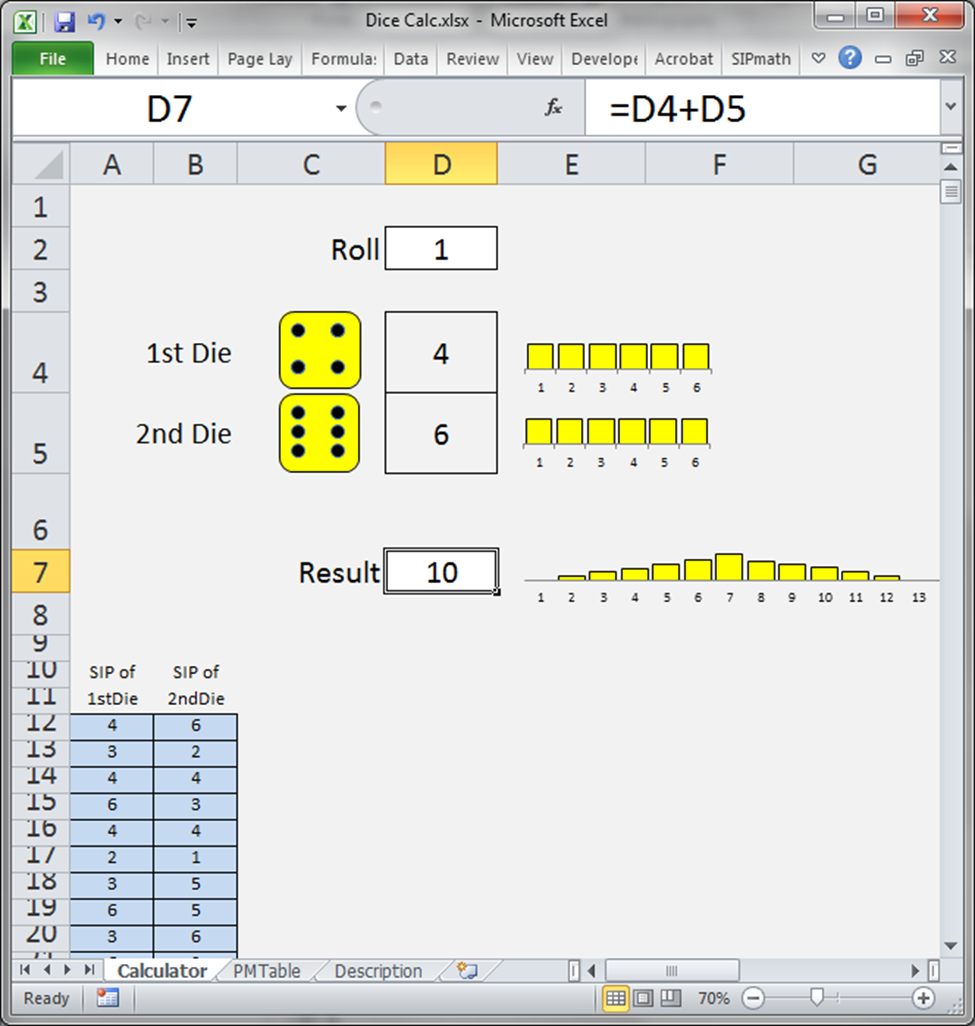 Dice Calc.xlsx - Microsoft Excel
File Home Insert Page Lay Formula: Data Review View Develope Acrobat SIPmath
D7 fx =D4+D5
A B C D E F G
1
2 Roll 1
3
4 1st Die 4
1 2 3 4 5 6
5 2nd Die 6
1 2 3 4 5 6
6
7 Result 10
1 2 3 4 5 6 7 8 9 10 11 12 13
8
9
10 SIP of SIP of
11 1stDie 2ndDie
12 4 6
13 3 2
14 4 4
15 6 3
16 4 4
17 2 1
18 3 5
19 6 5
20 3 6
Calculator PMTable Description
Ready 70%